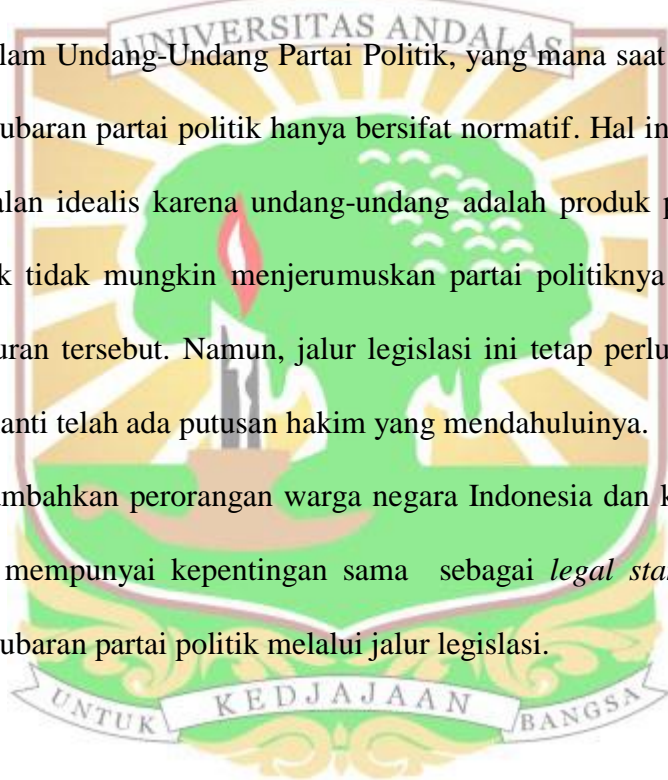 UNIVERSITAS ANDALAS
lam Undang-Undang Partai Politik, yang mana saat
ubaran partai politik hanya bersifat normatif. Hal in
alan idealis karena undang-undang adalah produk p
k tidak mungkin menjerumuskan partai politiknya
uran tersebut. Namun, jalur legislasi ini tetap perlu
anti telah ada putusan hakim yang mendahuluinya.
mbahkan perorangan warga negara Indonesia dan k
mempunyai kepentingan sama sebagai legal stan
ubaran partai politik melalui jalur legislasi.
UNTUK KEDJAJAAN BANGSA